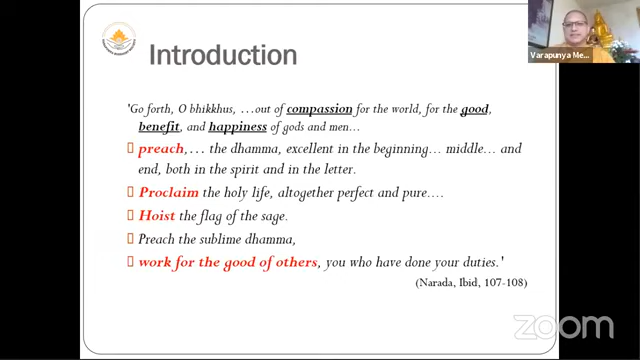 Introduction
Varapunya Me...
'Go forth, O bhikkhus, …out of compassion for the world, for the good,
benefit, and happiness of gods and men…
preach,… the dhamma, excellent in the beginning… middle… and
end, both in the spirit and in the letter.
Proclaim the holy life, altogether perfect and pure….
Hoist the flag of the sage.
Preach the sublime dhamma,
work for the good of others, you who have done your duties.'
(Narada, Ibid, 107-108)
zoom